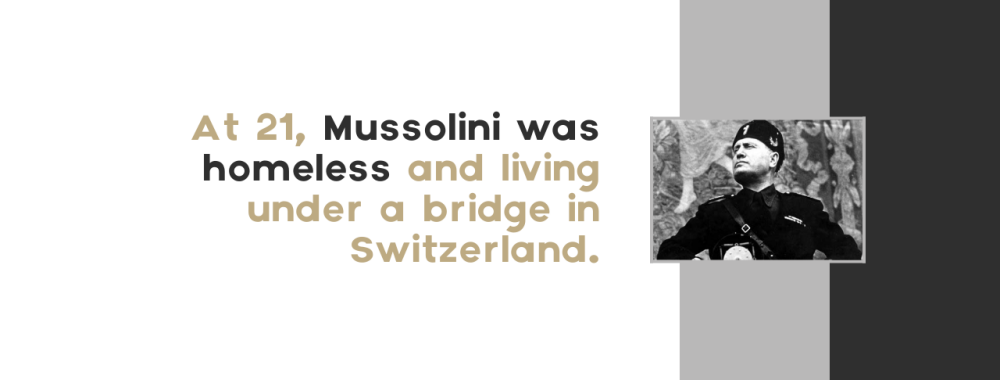 At 21, Mussolini was
homeless and living
under a bridge in
Switzerland.